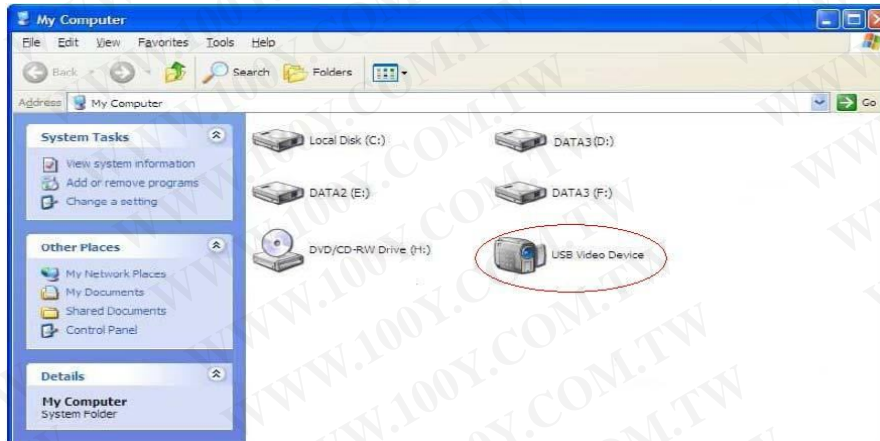 My Computer
File Edit View Favorites Tools Help
Back Search Folders
Address My Computer Go
System Tasks
View system information
Add or remove programs
Change a setting
Other Places
My Network Places
My Documents
Shared Documents
Control Panel
Details
My Computer
System Folder
Local Disk (C:) DATA3(D:)
DATA2 (E:) DATA3 (F:)
DVD/CD-RW Drive (H:) USB Video Device
WWW.100Y.COM.TW